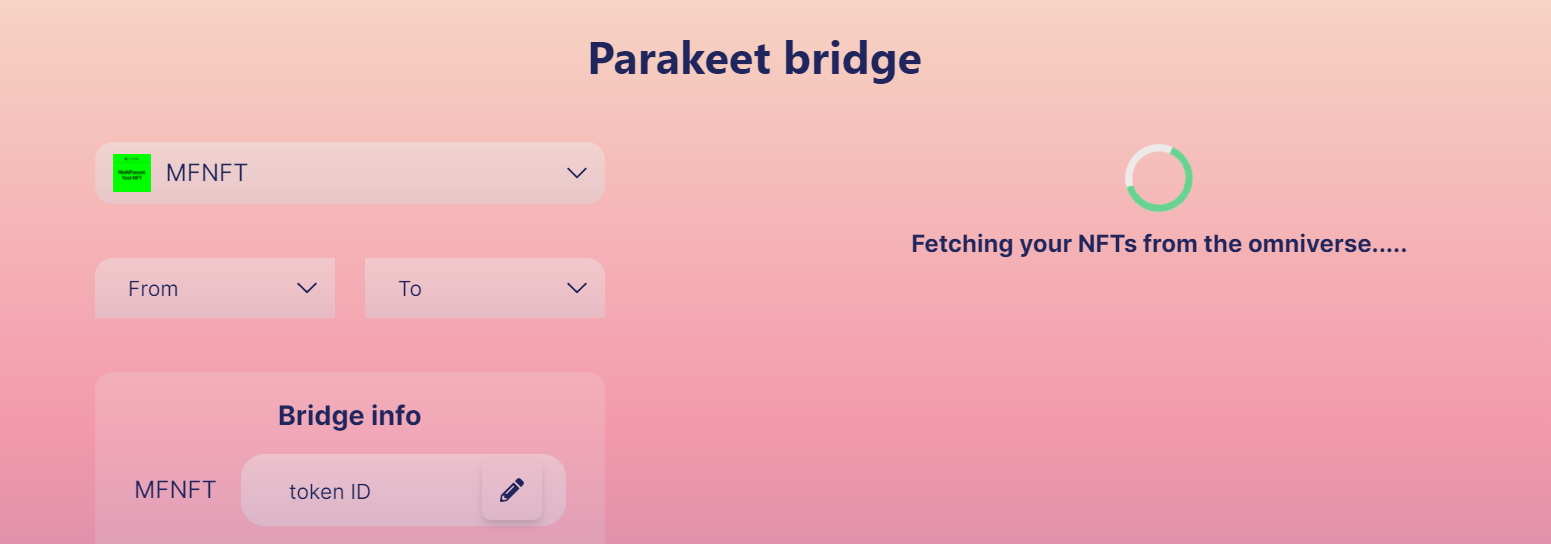 Parakeet bridge
MFNFT
From
To
Fetching your NFTs from the omniverse.....
Bridge info
MFNFT
token ID